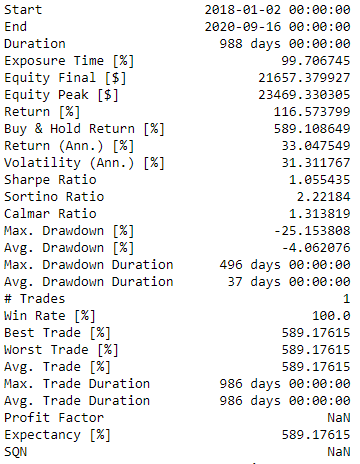 Start 2018-01-02 00:00:00
End 2020-09-16 00:00:00
Duration 988 days 00:00:00
Exposure Time [%] 99.706745
Equity Final [$] 21657.379927
Equity Peak [$] 23469.330305
Return [%] 116.573799
Buy & Hold Return [%] 589.108649
Return (Ann.) [%] 33.047549
Volatility (Ann.) [%] 31.311767
Sharpe Ratio 1.055435
Sortino Ratio 2.22184
Calmar Ratio 1.313819
Max. Drawdown [%] -25.153808
Avg. Drawdown [%] -4.062076
Max. Drawdown Duration 496 days 00:00:00
Avg. Drawdown Duration 37 days 00:00:00
# Trades 1
Win Rate [%] 100.0
Best Trade [%] 589.17615
Worst Trade [%] 589.17615
Avg. Trade [%] 589.17615
Max. Trade Duration 986 days 00:00:00
Avg. Trade Duration 986 days 00:00:00
Profit Factor NaN
Expectancy [%] 589.17615
SQN NaN